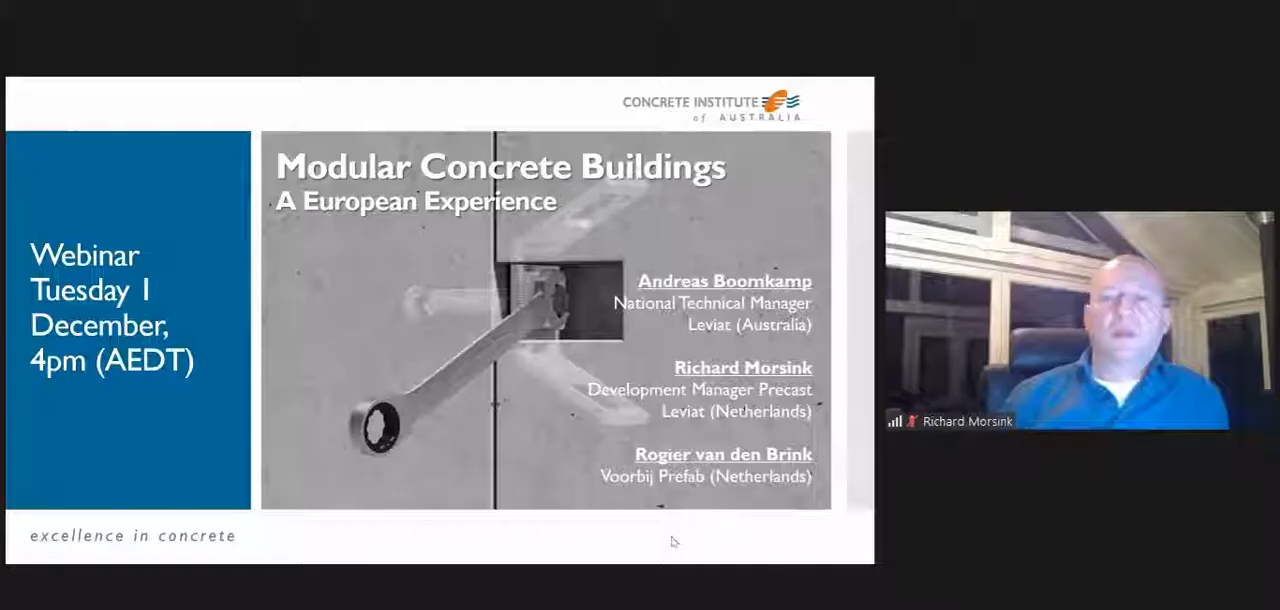 CONCRETE INSTITUTE
of AUSTRALIA
Modular Concrete Buildings
A European Experience
Webinar
Tuesday 1
December,
4pm (AEDT)
Andreas Boomkamp
National Technical Manager
Leviat (Australia)
Richard Morsink
Development Manager Precast
Leviat (Netherlands)
Rogier van den Brink
Voorbij Prefab (Netherlands)
excellence in concrete
Richard Morsink